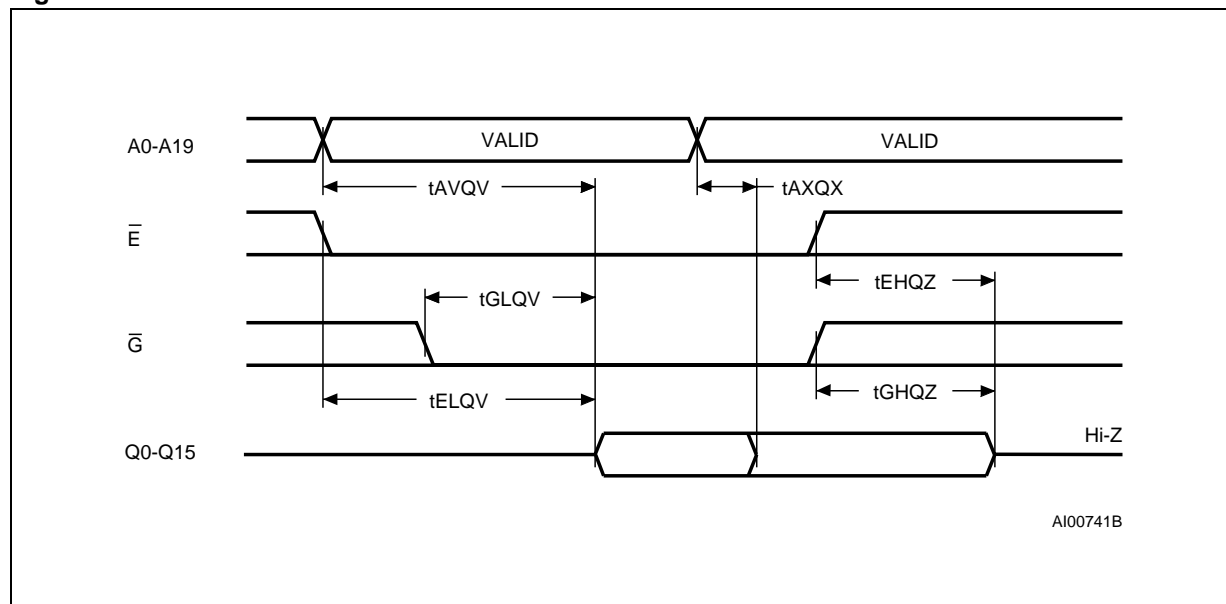 A0-A19
VALID
VALID
tAVQV
tAXQX
E̅
tEHQZ
tGLQV
G̅
tGHQZ
tELQV
Q0-Q15
Hi-Z
AI00741B